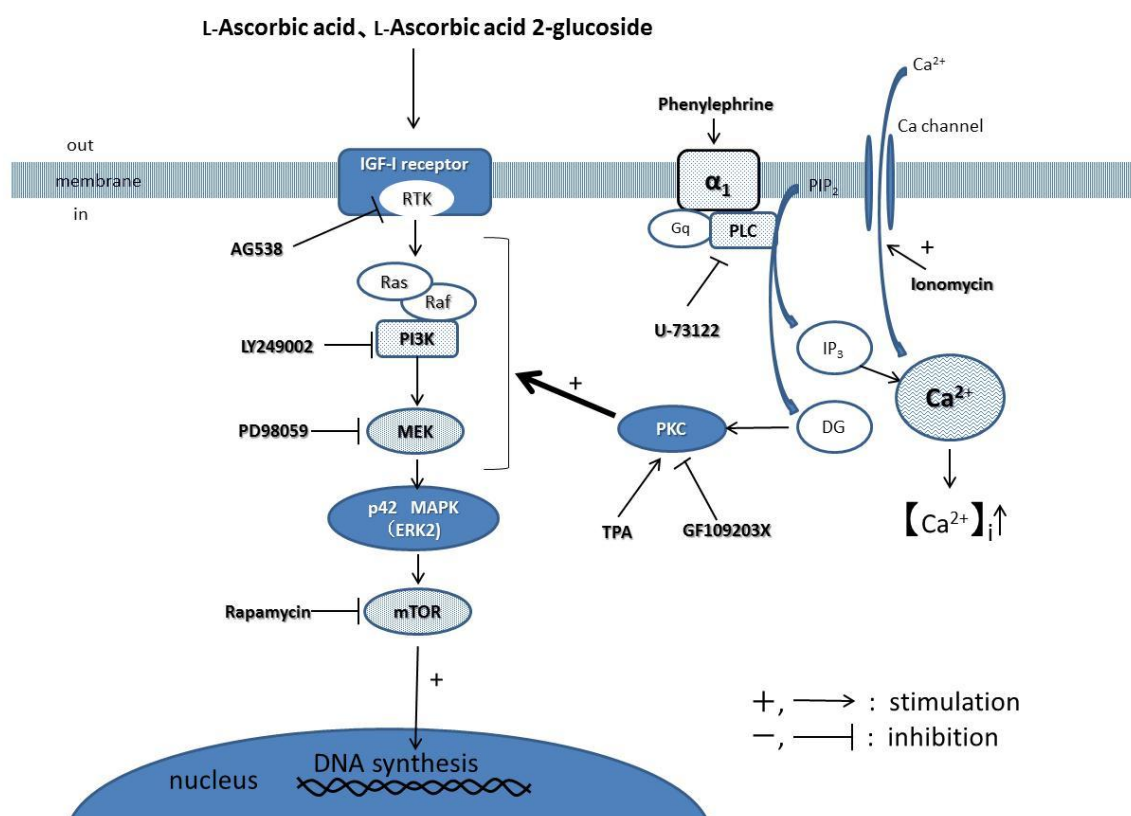 L-Ascorbic acid、L-Ascorbic acid 2-glucoside
Ca²⁺
Phenylephrine
Ca channel
out
membrane
in
IGF-I receptor
RTK
α₁
PIP₂
Gq
PLC
AG538
+
Ionomycin
Ras
Raf
U-73122
LY249002
PI3K
IP₃
+
Ca²⁺
PD98059
MEK
PKC
DG
p42 MAPK
(ERK2)
TPA
GF109203X
【Ca²⁺】i↑
Rapamycin
mTOR
+
+, → : stimulation
−, ⊣ : inhibition
DNA synthesis
nucleus